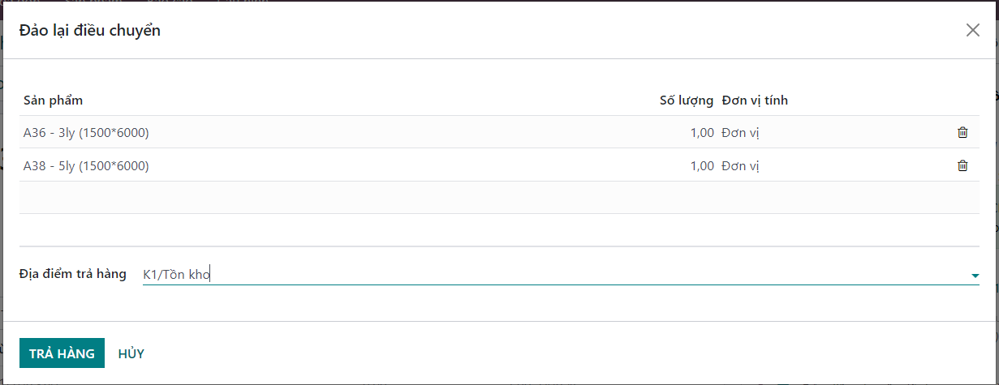 Đảo lại điều chuyển
Sản phẩm Số lượng Đơn vị tính
A36 - 3ly (1500*6000) 1,00 Đơn vị
A38 - 5ly (1500*6000) 1,00 Đơn vị
Địa điểm trả hàng K1/Tồn kho
TRẢ HÀNG HỦY